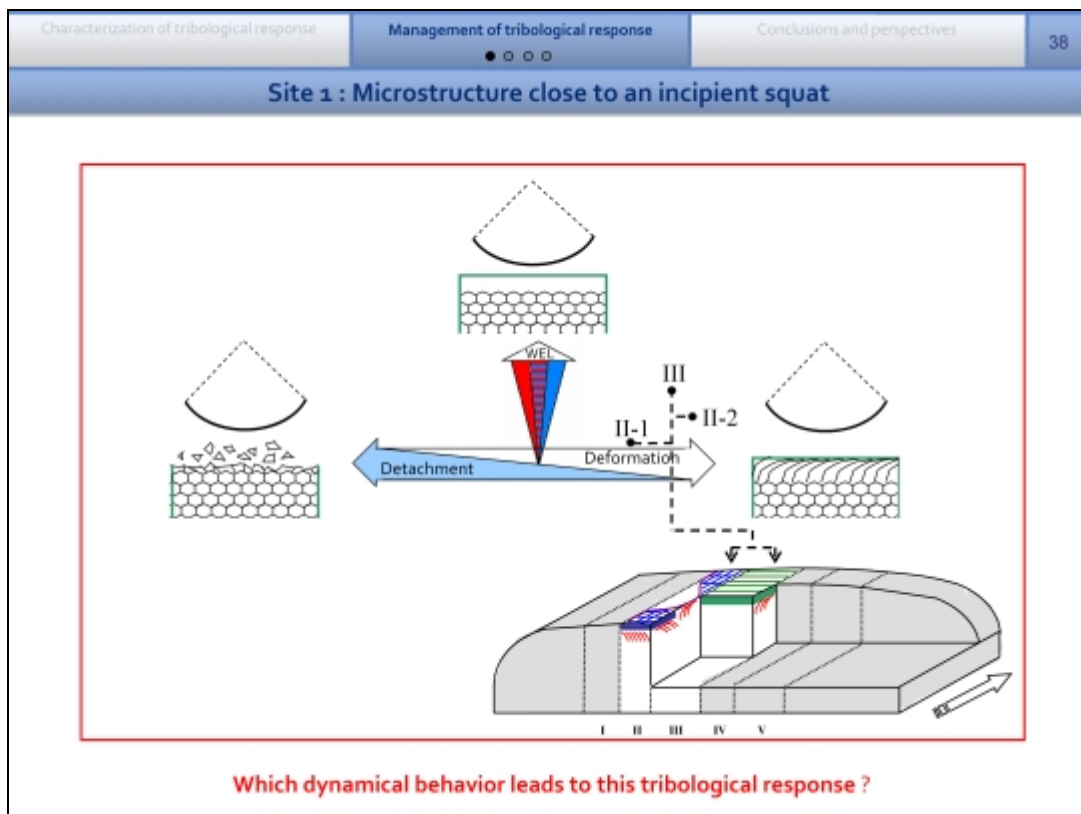 Characterization of tribological response
Management of tribological response
Conclusions and perspectives
38
Site 1 : Microstructure close to an incipient squat
WEL
III
II-2
II-1
Deformation
Detachment
I II III IV V
Which dynamical behavior leads to this tribological response ?